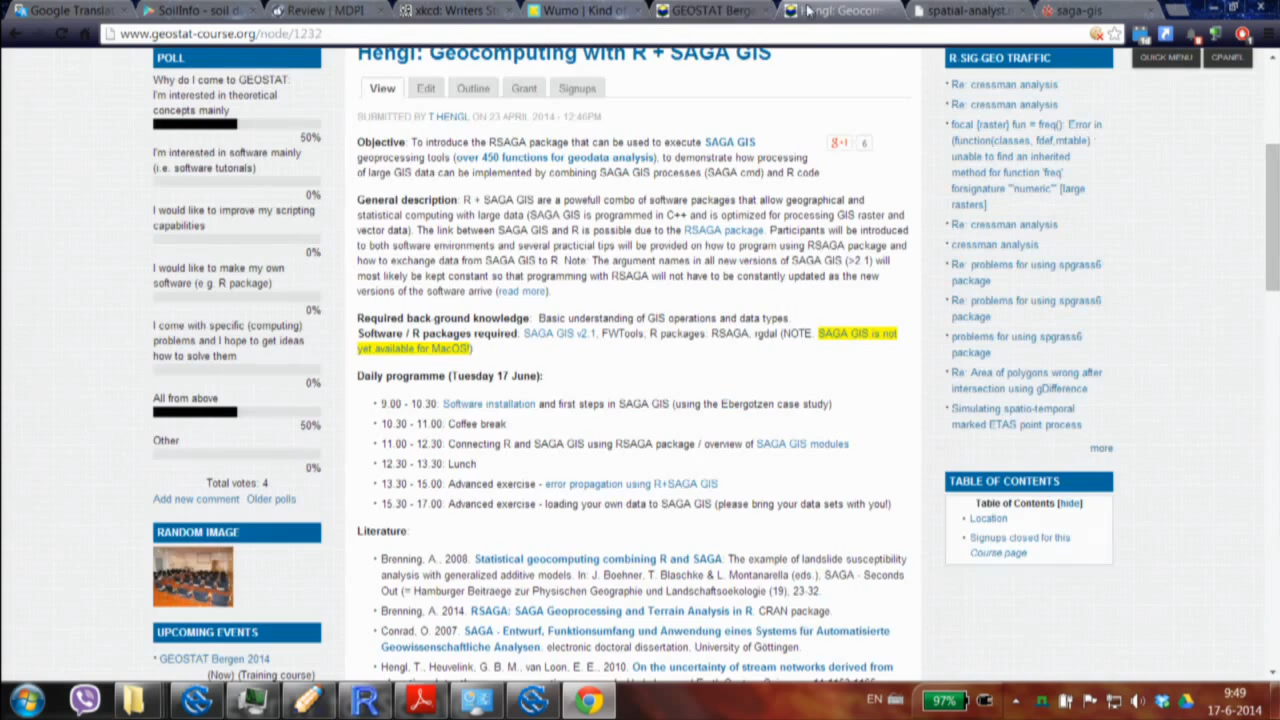 Google Translat
SoilInfo - soil d
Review | MDPI
xkcd: Writers St
Wumo | Kind of
GEOSTAT Berge
Hengl: Geocom
spatial-analyst.
saga-gis
www.geostat-course.org/node/1232
POLL
Why do I come to GEOSTAT:
I'm interested in theoretical
concepts mainly
50%
I'm interested in software mainly
(i.e. software tutorials)
0%
I would like to improve my scripting
capabilities
0%
I would like to make my own
software (e.g. R package)
0%
I come with specific (computing)
problems and I hope to get ideas
how to solve them
0%
All from above
50%
Other
0%
Total votes: 4
Add new comment Older polls
RANDOM IMAGE
UPCOMING EVENTS
GEOSTAT Bergen 2014
(Now) (Training course)
Hengl: Geocomputing with R + SAGA GIS
View Edit Outline Grant Signups
SUBMITTED BY T HENGL ON 23 APRIL 2014 - 12:46PM
Objective: To introduce the RSAGA package that can be used to execute SAGA GIS
geoprocessing tools (over 450 functions for geodata analysis), to demonstrate how processing
of large GIS data can be implemented by combining SAGA GIS processes (SAGA cmd) and R code
g+1 6
General description: R + SAGA GIS are a powefull combo of software packages that allow geographical and
statistical computing with large data (SAGA GIS is programmed in C++ and is optimized for processing GIS raster and
vector data). The link between SAGA GIS and R is possible due to the RSAGA package. Participants will be introduced
to both software environments and several practicial tips will be provided on how to program using RSAGA package and
how to exchange data from SAGA GIS to R. Note: The argument names in all new versions of SAGA GIS (>2.1) will
most likely be kept constant so that programming with RSAGA will not have to be constantly updated as the new
versions of the software arrive (read more).
Required back-ground knowledge: Basic understanding of GIS operations and data types.
Software / R packages required: SAGA GIS v2.1, FWTools, R packages: RSAGA, rgdal (NOTE: SAGA GIS is not
yet available for MacOS!)
Daily programme (Tuesday 17 June):
9.00 - 10.30: Software installation and first steps in SAGA GIS (using the Ebergotzen case study)
10.30 - 11.00: Coffee break
11.00 - 12.30: Connecting R and SAGA GIS using RSAGA package / overview of SAGA GIS modules
12.30 - 13.30: Lunch
13.30 - 15.00: Advanced exercise - error propagation using R+SAGA GIS
15.30 - 17.00: Advanced exercise - loading your own data to SAGA GIS (please bring your data sets with you!)
Literature:
Brenning, A., 2008. Statistical geocomputing combining R and SAGA: The example of landslide susceptibility
analysis with generalized additive models. In: J. Boehner, T. Blaschke & L. Montanarella (eds.), SAGA - Seconds
Out (= Hamburger Beitraege zur Physischen Geographie und Landschaftsoekologie (19), 23-32.
Brenning, A. 2014. RSAGA: SAGA Geoprocessing and Terrain Analysis in R. CRAN package.
Conrad, O. 2007. SAGA - Entwurf, Funktionsumfang und Anwendung eines Systems für Automatisierte
Geowissenschaftliche Analysen. electronic doctoral dissertation. University of Göttingen.
Hengl, T., Heuvelink, G. B. M., van Loon, E. E., 2010. On the uncertainty of stream networks derived from
R-SIG-GEO TRAFFIC
Re: cressman analysis
Re: cressman analysis
focal {raster} fun = freq(): Error in
(function(classes, fdef,mtable)
unable to find an inherited
method for function 'freq'
forsignature '"numeric"' [large
rasters]
Re: cressman analysis
cressman analysis
Re: problems for using spgrass6
package
Re: problems for using spgrass6
package
problems for using spgrass6
package
Re: Area of polygons wrong after
intersection using gDifference
Simulating spatio-temporal
marked ETAS point process
more
TABLE OF CONTENTS
Table of Contents [hide]
Location
Signups closed for this
Course page
QUICK MENU
CPANEL
EN
97%
9:49
17-6-2014